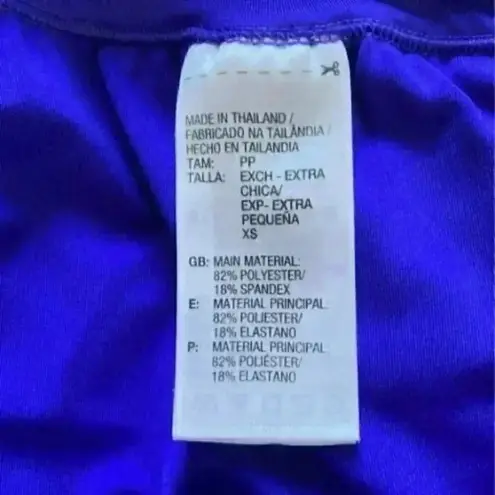 MADE IN THAILAND /
FABRICADO NA TAILÂNDIA /
HECHO EN TAILANDIA
TAM: PP
TALLA: EXCH - EXTRA
CHICA/
EXP- EXTRA
PEQUEÑA
XS
GB: MAIN MATERIAL:
82% POLYESTER/
18% SPANDEX
E: MATERIAL PRINCIPAL:
82% POLIESTER/
18% ELASTANO
P: MATERIAL PRINCIPAL:
82% POLIÉSTER/
18% ELASTANO